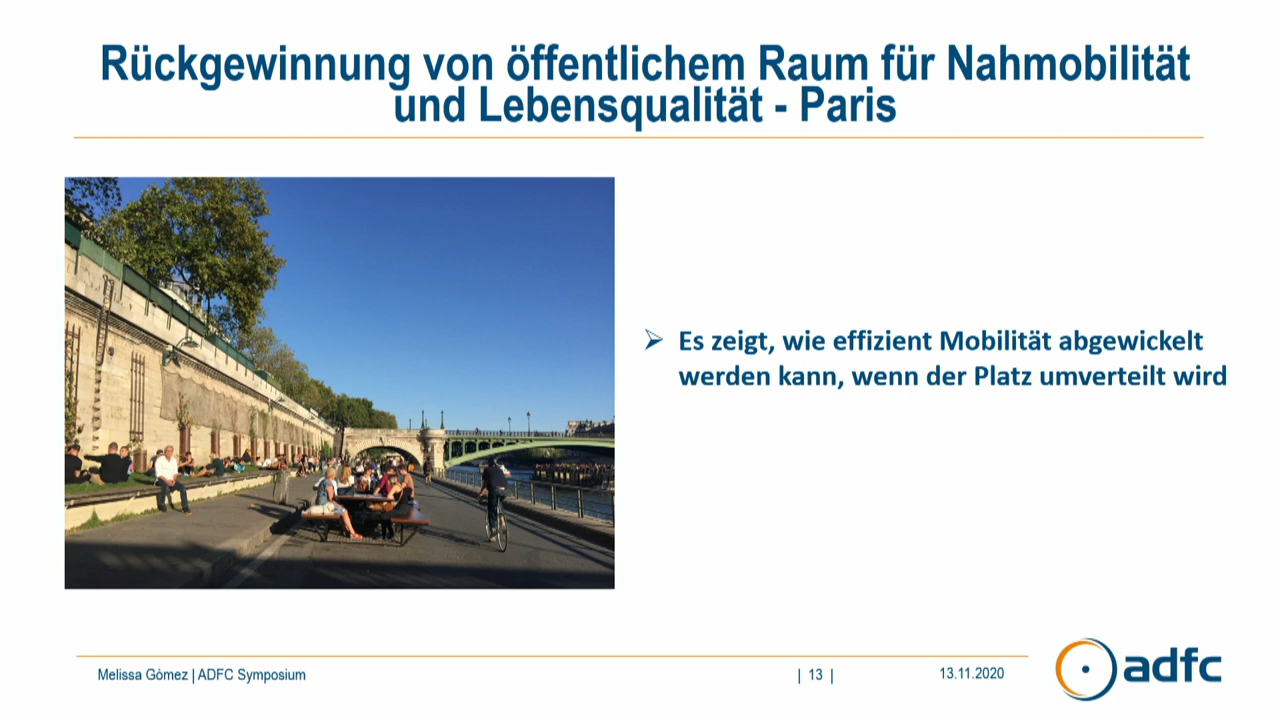 Rückgewinnung von öffentlichem Raum für Nahmobilität
und Lebensqualität - Paris
Es zeigt, wie effizient Mobilität abgewickelt
werden kann, wenn der Platz umverteilt wird
Melissa Gómez | ADFC Symposium
| 13 |
13.11.2020
adfc